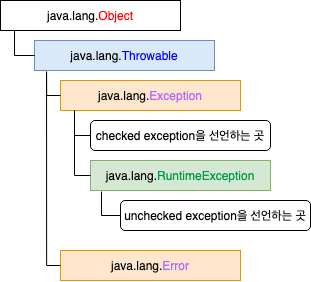 java.lang.Object
java.lang.Throwable
java.lang.Exception
checked exception을 선언하는 곳
java.lang.RuntimeException
unchecked exception을 선언하는 곳
java.lang.Error